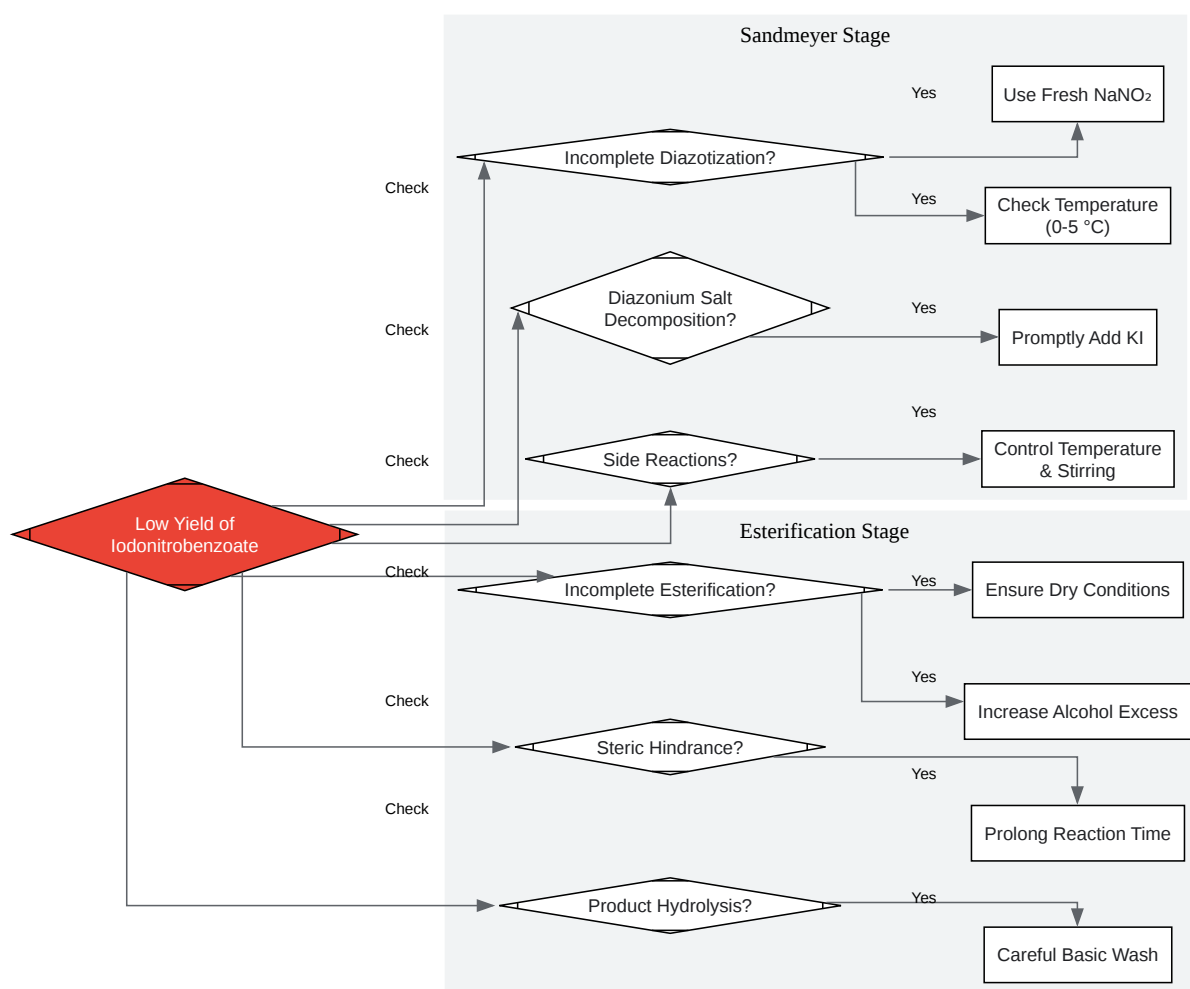 Sandmeyer Stage
Yes
Use Fresh NaNO₂
Incomplete Diazotization?
Check
Yes
Check Temperature
(0-5 °C)
Diazonium Salt
Decomposition?
Check
Yes
Promptly Add KI
Yes
Side Reactions?
Check
Control Temperature
& Stirring
Low Yield of
Iodonitrobenzoate
Esterification Stage
Check
Incomplete Esterification?
Yes
Ensure Dry Conditions
Yes
Increase Alcohol Excess
Check
Steric Hindrance?
Yes
Prolong Reaction Time
Check
Product Hydrolysis?
Yes
Careful Basic Wash